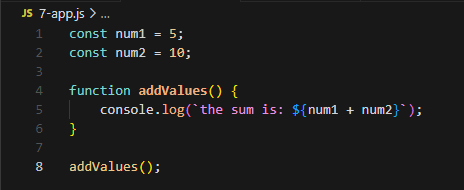 JS 7-app.js > ...
1 const num1 = 5;
2 const num2 = 10;
3
4 function addValues() {
5     console.log(`the sum is: ${num1 + num2}`);
6 }
7
8 addValues();